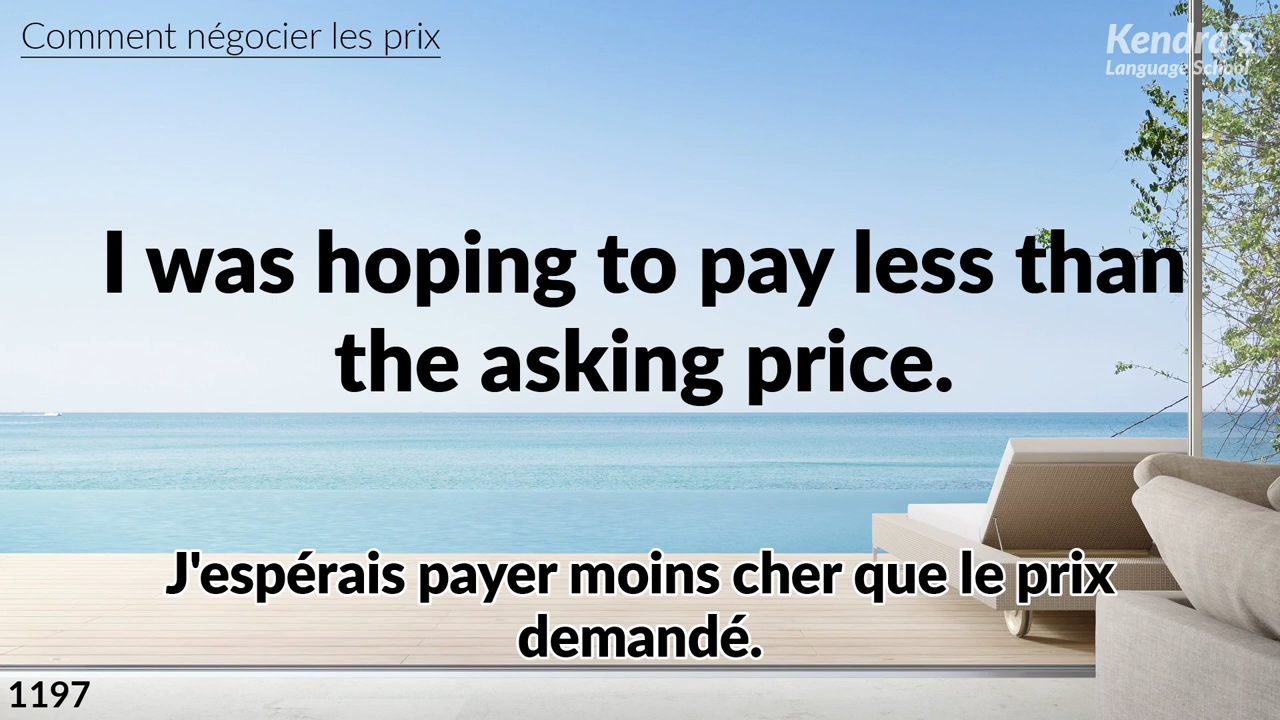 Comment négocier les prix
Kendra's
Language School
I was hoping to pay less than
the asking price.
J'espérais payer moins cher que le prix
demandé.
1197